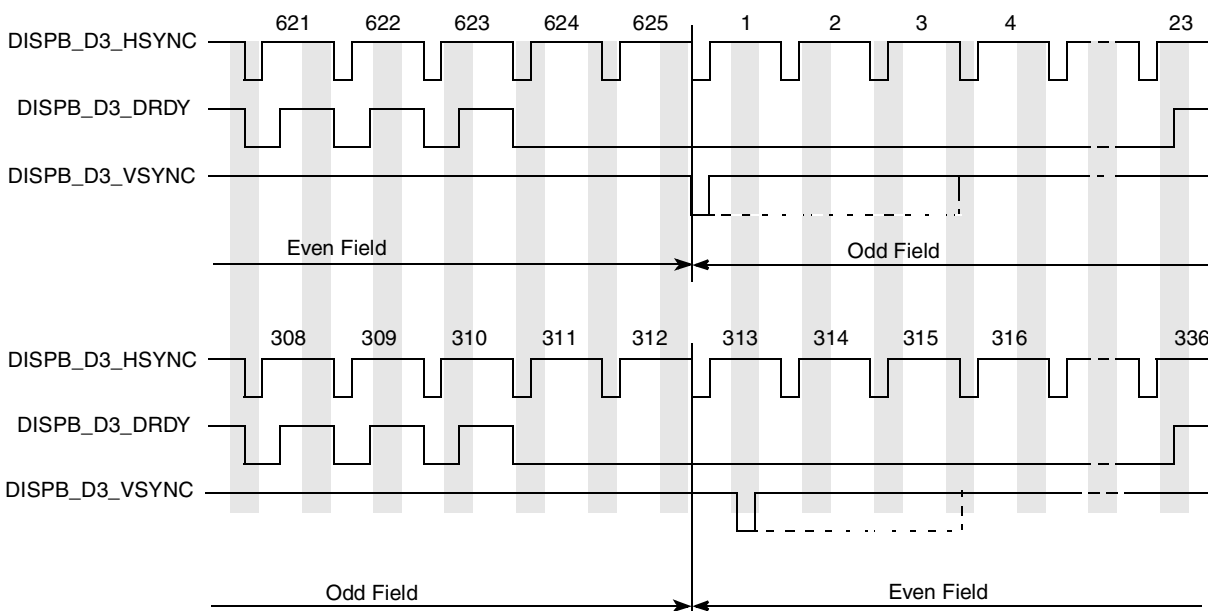 621 622 623 624 625 1 2 3 4 23
DISPB_D3_HSYNC
DISPB_D3_DRDY
DISPB_D3_VSYNC
Even Field Odd Field
308 309 310 311 312 313 314 315 316 336
DISPB_D3_HSYNC
DISPB_D3_DRDY
DISPB_D3_VSYNC
Odd Field Even Field